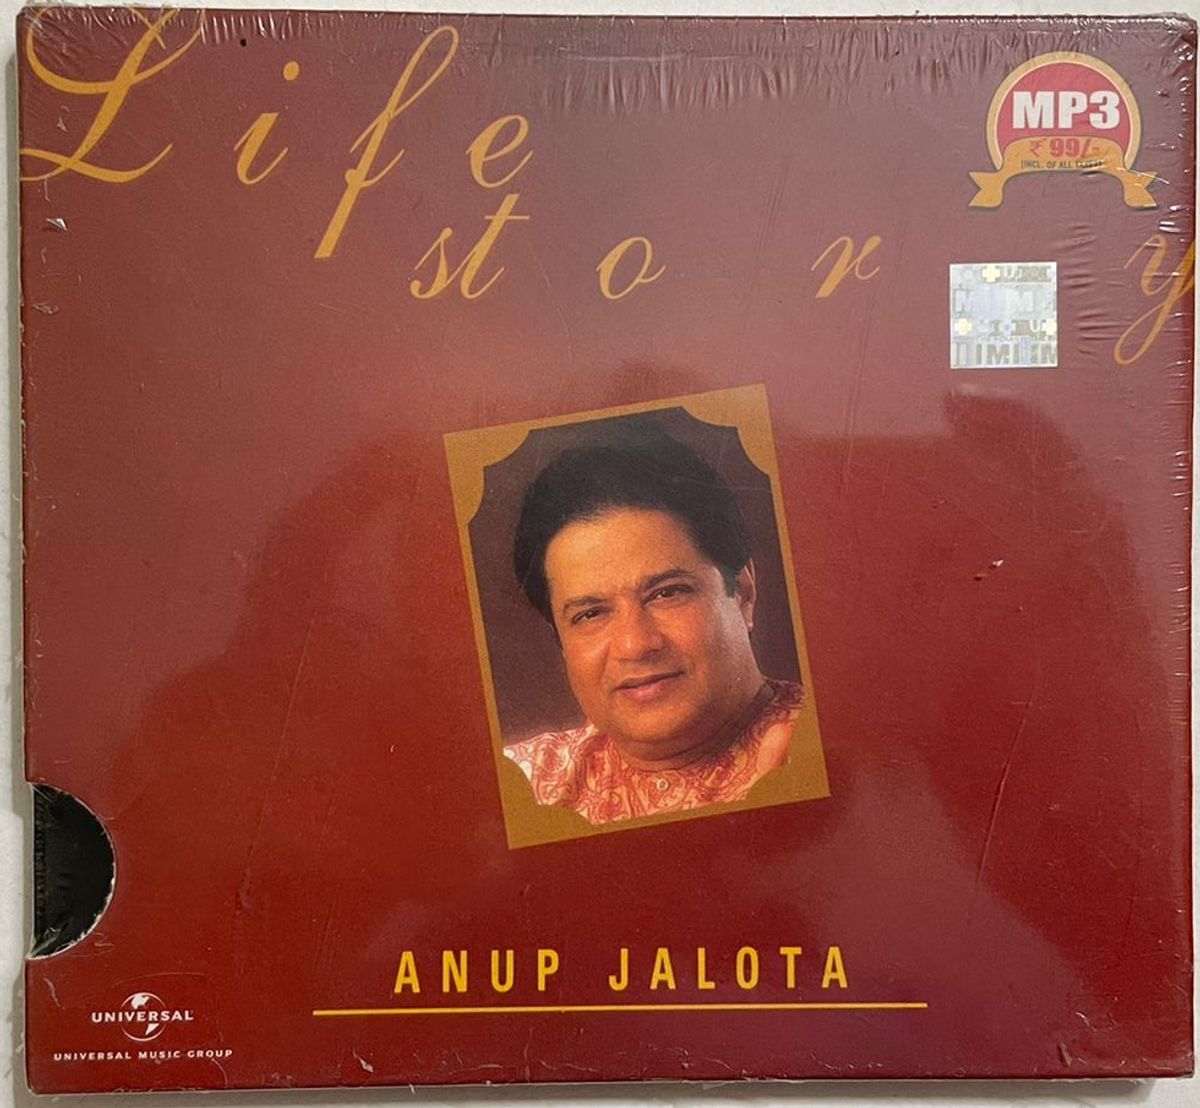 Life
story
MP3
₹ 99/-
(INCL. OF ALL TAXES)
ANUP JALOTA
UNIVERSAL
UNIVERSAL MUSIC GROUP